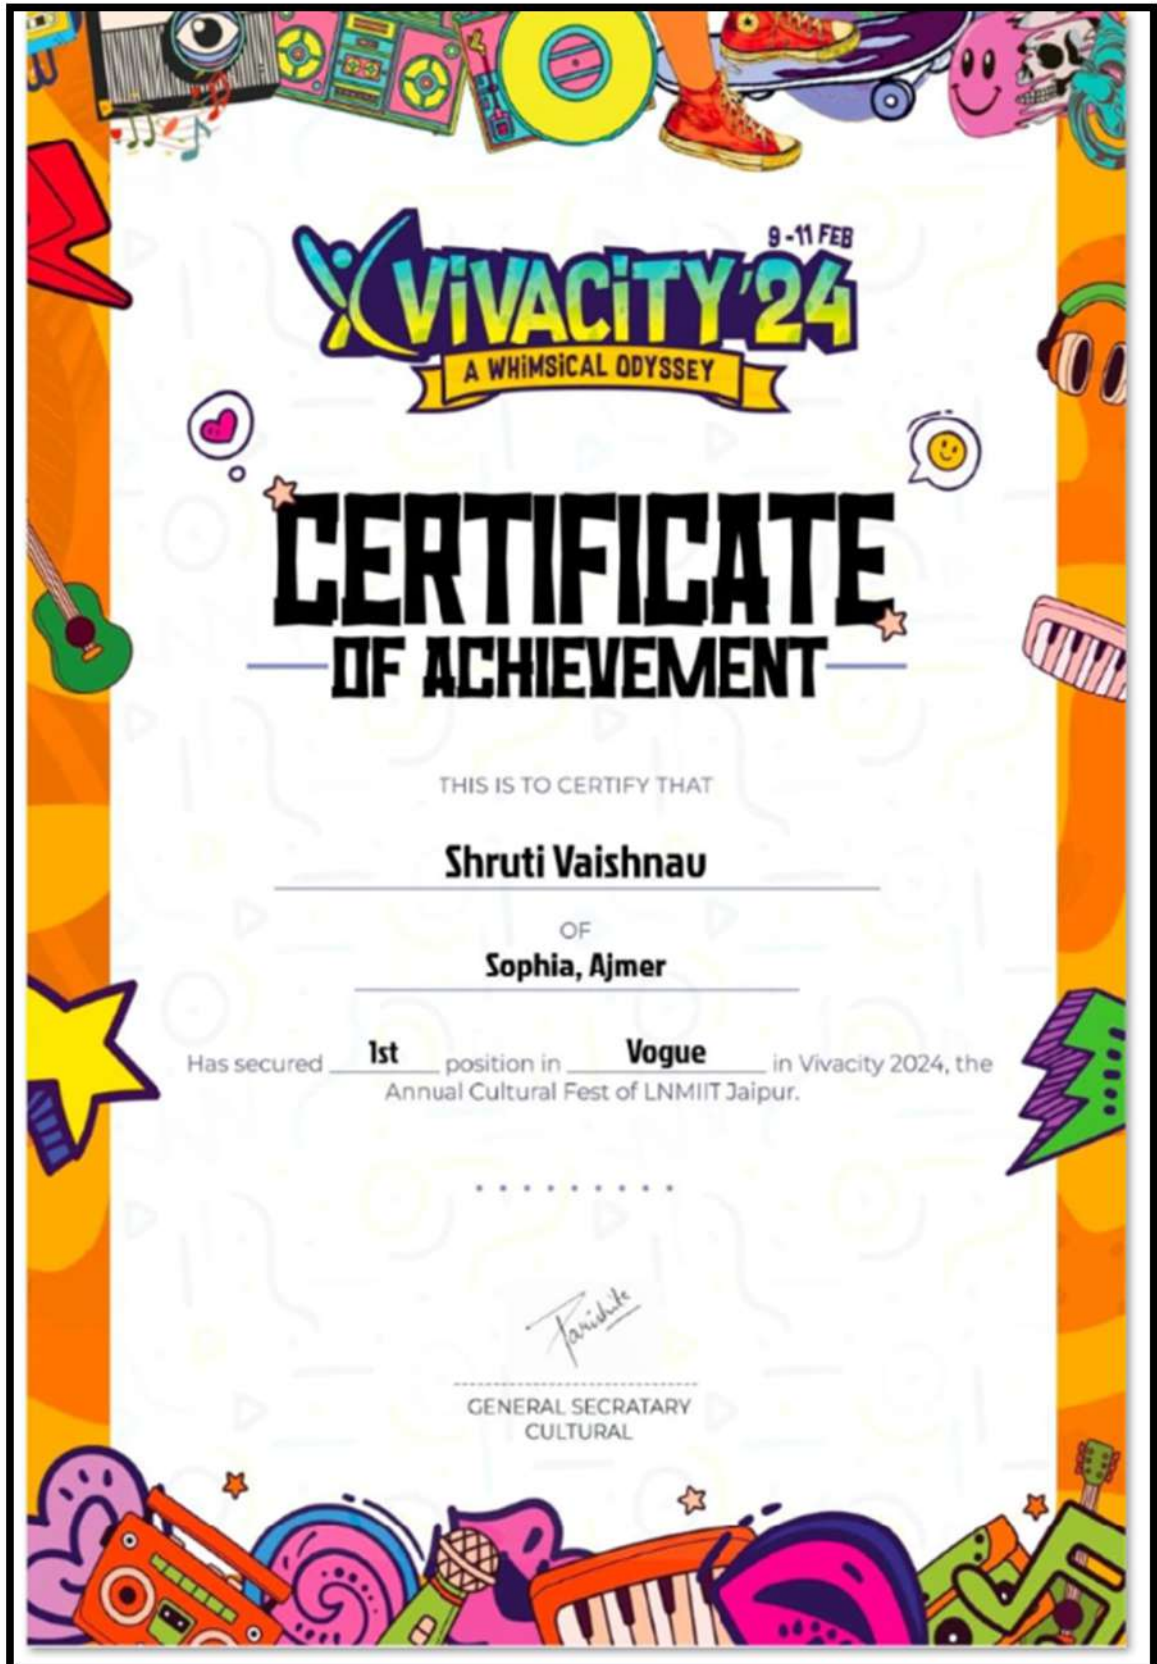 9 -11 FEB
ViVACiTY'24
A WHiMSiCAL ODYSSEY
CERTIFICATE
OF ACHIEVEMENT
THIS IS TO CERTIFY THAT
Shruti Vaishnav
OF
Sophia, Ajmer
Has secured 1st position in Vogue in Vivacity 2024, the
Annual Cultural Fest of LNMIIT Jaipur.
GENERAL SECRATARY
CULTURAL